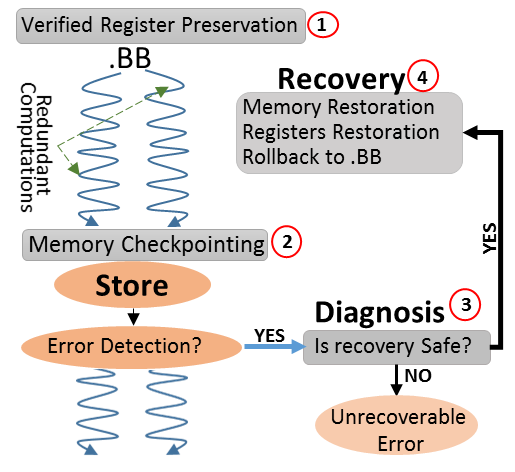 Verified Register Preservation
1
.BB
Redundant
Computations
Recovery
4
Memory Restoration
Registers Restoration
Rollback to .BB
Memory Checkpointing
2
Store
Error Detection?
YES
Diagnosis
3
Is recovery Safe?
YES
NO
Unrecoverable
Error